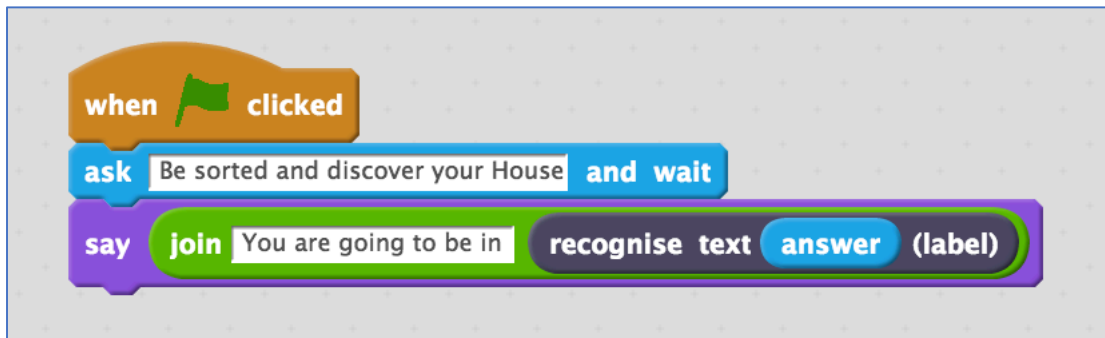 when clicked
ask Be sorted and discover your House and wait
say join You are going to be in recognise text answer (label)